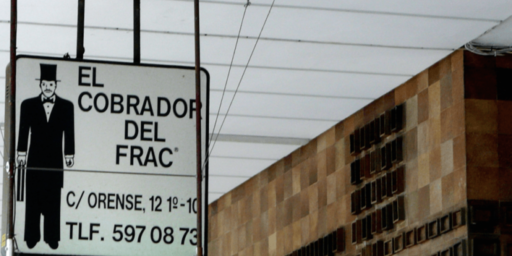 EL
COBRADOR
DEL
FRAC®
C/ ORENSE, 12 1º-10
TLF. 597 08 73